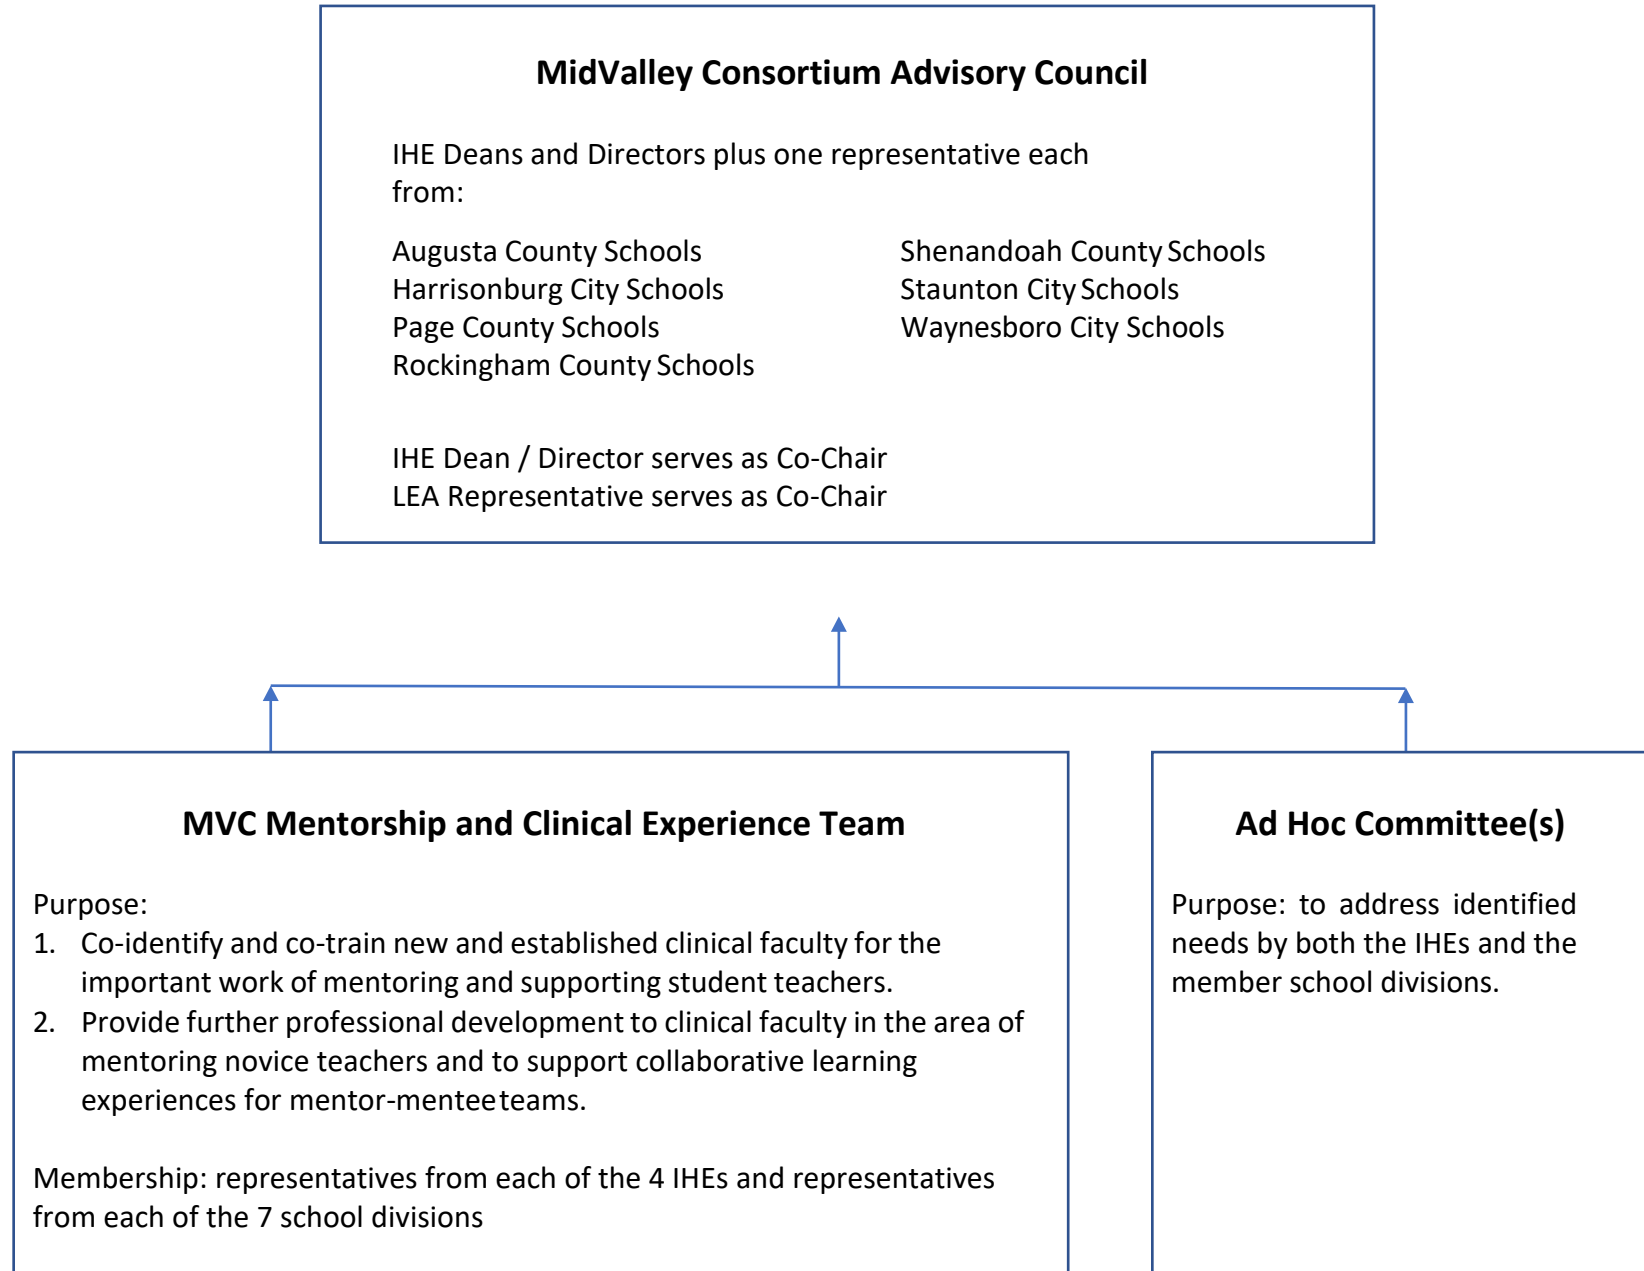 MidValley Consortium Advisory Council
IHE Deans and Directors plus one representative each
from:
Augusta County Schools
Harrisonburg City Schools
Page County Schools
Rockingham County Schools
Shenandoah County Schools
Staunton City Schools
Waynesboro City Schools
IHE Dean / Director serves as Co-Chair
LEA Representative serves as Co-Chair
MVC Mentorship and Clinical Experience Team
Purpose:
1. Co-identify and co-train new and established clinical faculty for the
important work of mentoring and supporting student teachers.
2. Provide further professional development to clinical faculty in the area of
mentoring novice teachers and to support collaborative learning
experiences for mentor-mentee teams.
Membership: representatives from each of the 4 IHEs and representatives
from each of the 7 school divisions
Ad Hoc Committee(s)
Purpose: to address identified
needs by both the IHEs and the
member school divisions.